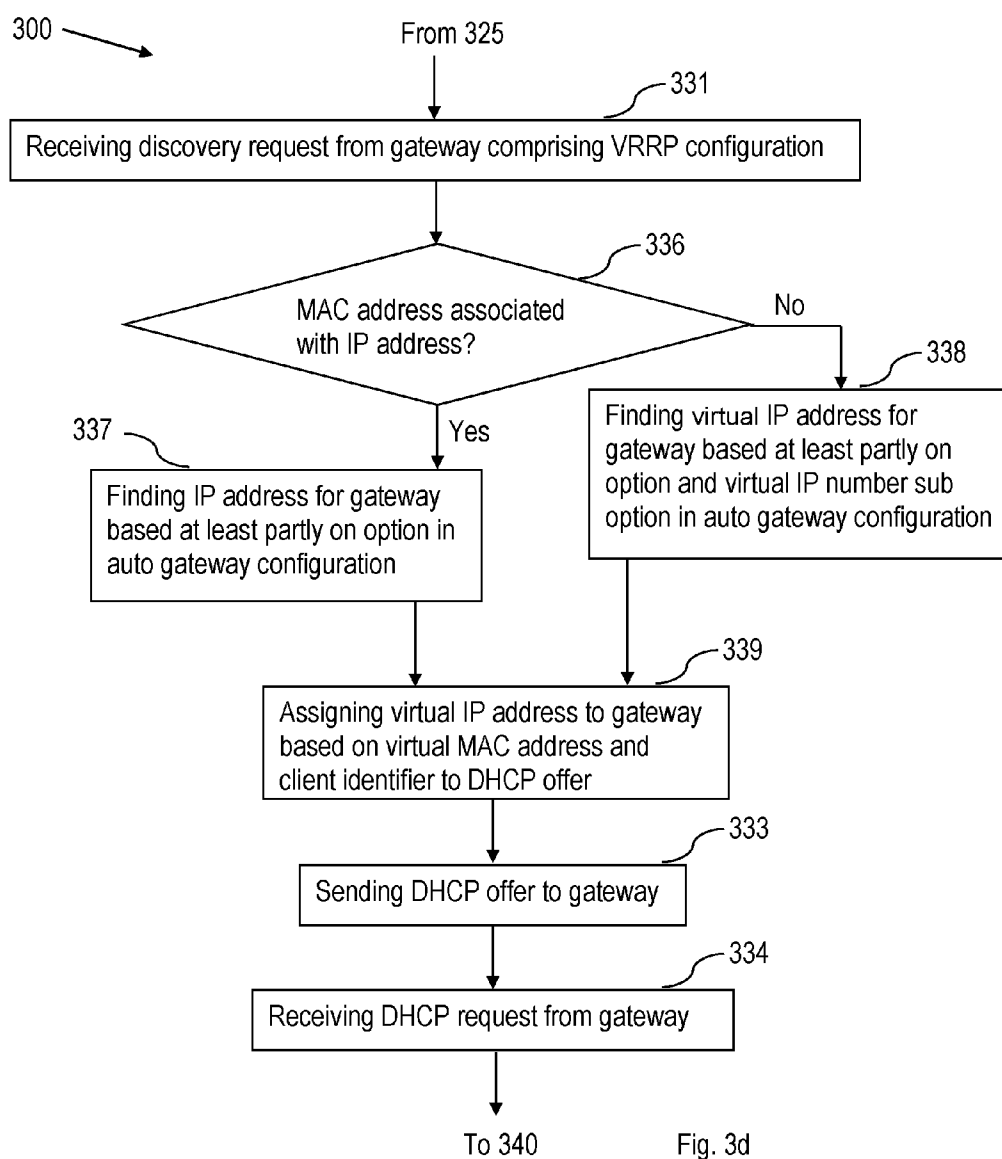 300
From 325
331
Receiving discovery request from gateway comprising VRRP configuration
336
MAC address associated
with IP address?
No
338
Yes
337
Finding virtual IP address for
gateway based at least partly on
option and virtual IP number sub
option in auto gateway configuration
Finding IP address for gateway
based at least partly on option in
auto gateway configuration
339
Assigning virtual IP address to gateway
based on virtual MAC address and
client identifier to DHCP offer
333
Sending DHCP offer to gateway
334
Receiving DHCP request from gateway
To 340
Fig. 3d